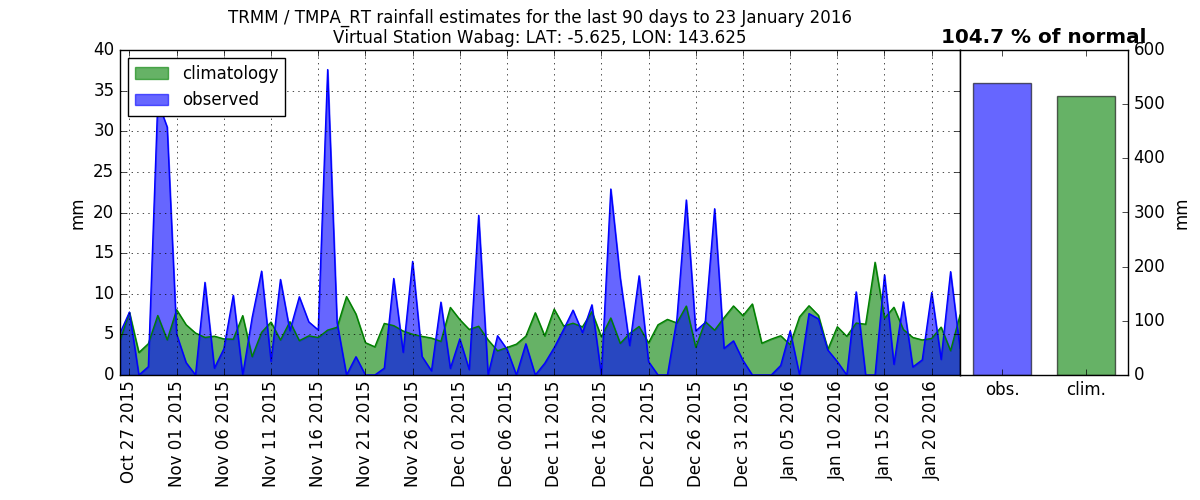 TRMM / TMPA_RT rainfall estimates for the last 90 days to 23 January 2016
Virtual Station Wabag: LAT: -5.625, LON: 143.625
104.7 % of normal
climatology
observed
mm
40
35
30
25
20
15
10
5
0
Oct 27 2015
Nov 01 2015
Nov 06 2015
Nov 11 2015
Nov 16 2015
Nov 21 2015
Nov 26 2015
Dec 01 2015
Dec 06 2015
Dec 11 2015
Dec 16 2015
Dec 21 2015
Dec 26 2015
Dec 31 2015
Jan 05 2016
Jan 10 2016
Jan 15 2016
Jan 20 2016
600
500
400
300
200
100
0
mm
obs.
clim.